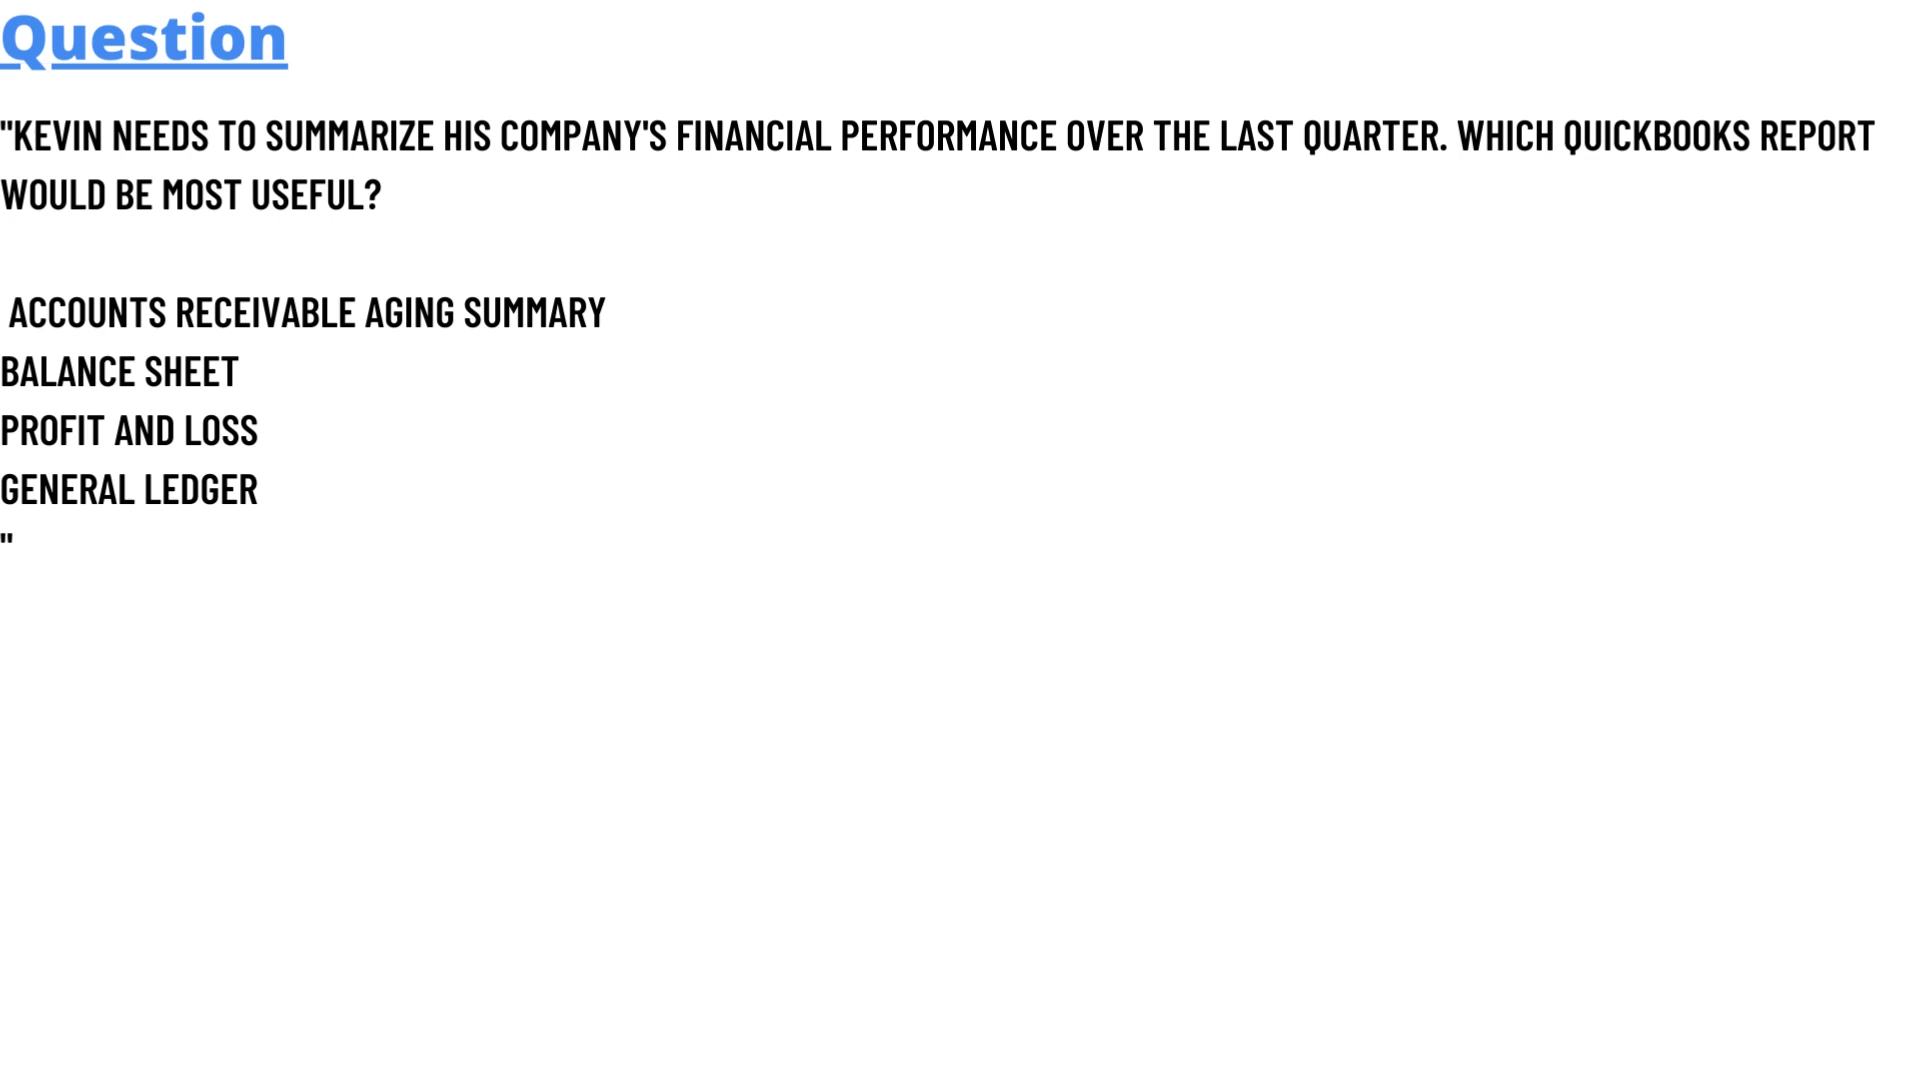 Question
"KEVIN NEEDS TO SUMMARIZE HIS COMPANY'S FINANCIAL PERFORMANCE OVER THE LAST QUARTER. WHICH QUICKBOOKS REPORT
WOULD BE MOST USEFUL?
ACCOUNTS RECEIVABLE AGING SUMMARY
BALANCE SHEET
PROFIT AND LOSS
GENERAL LEDGER
"